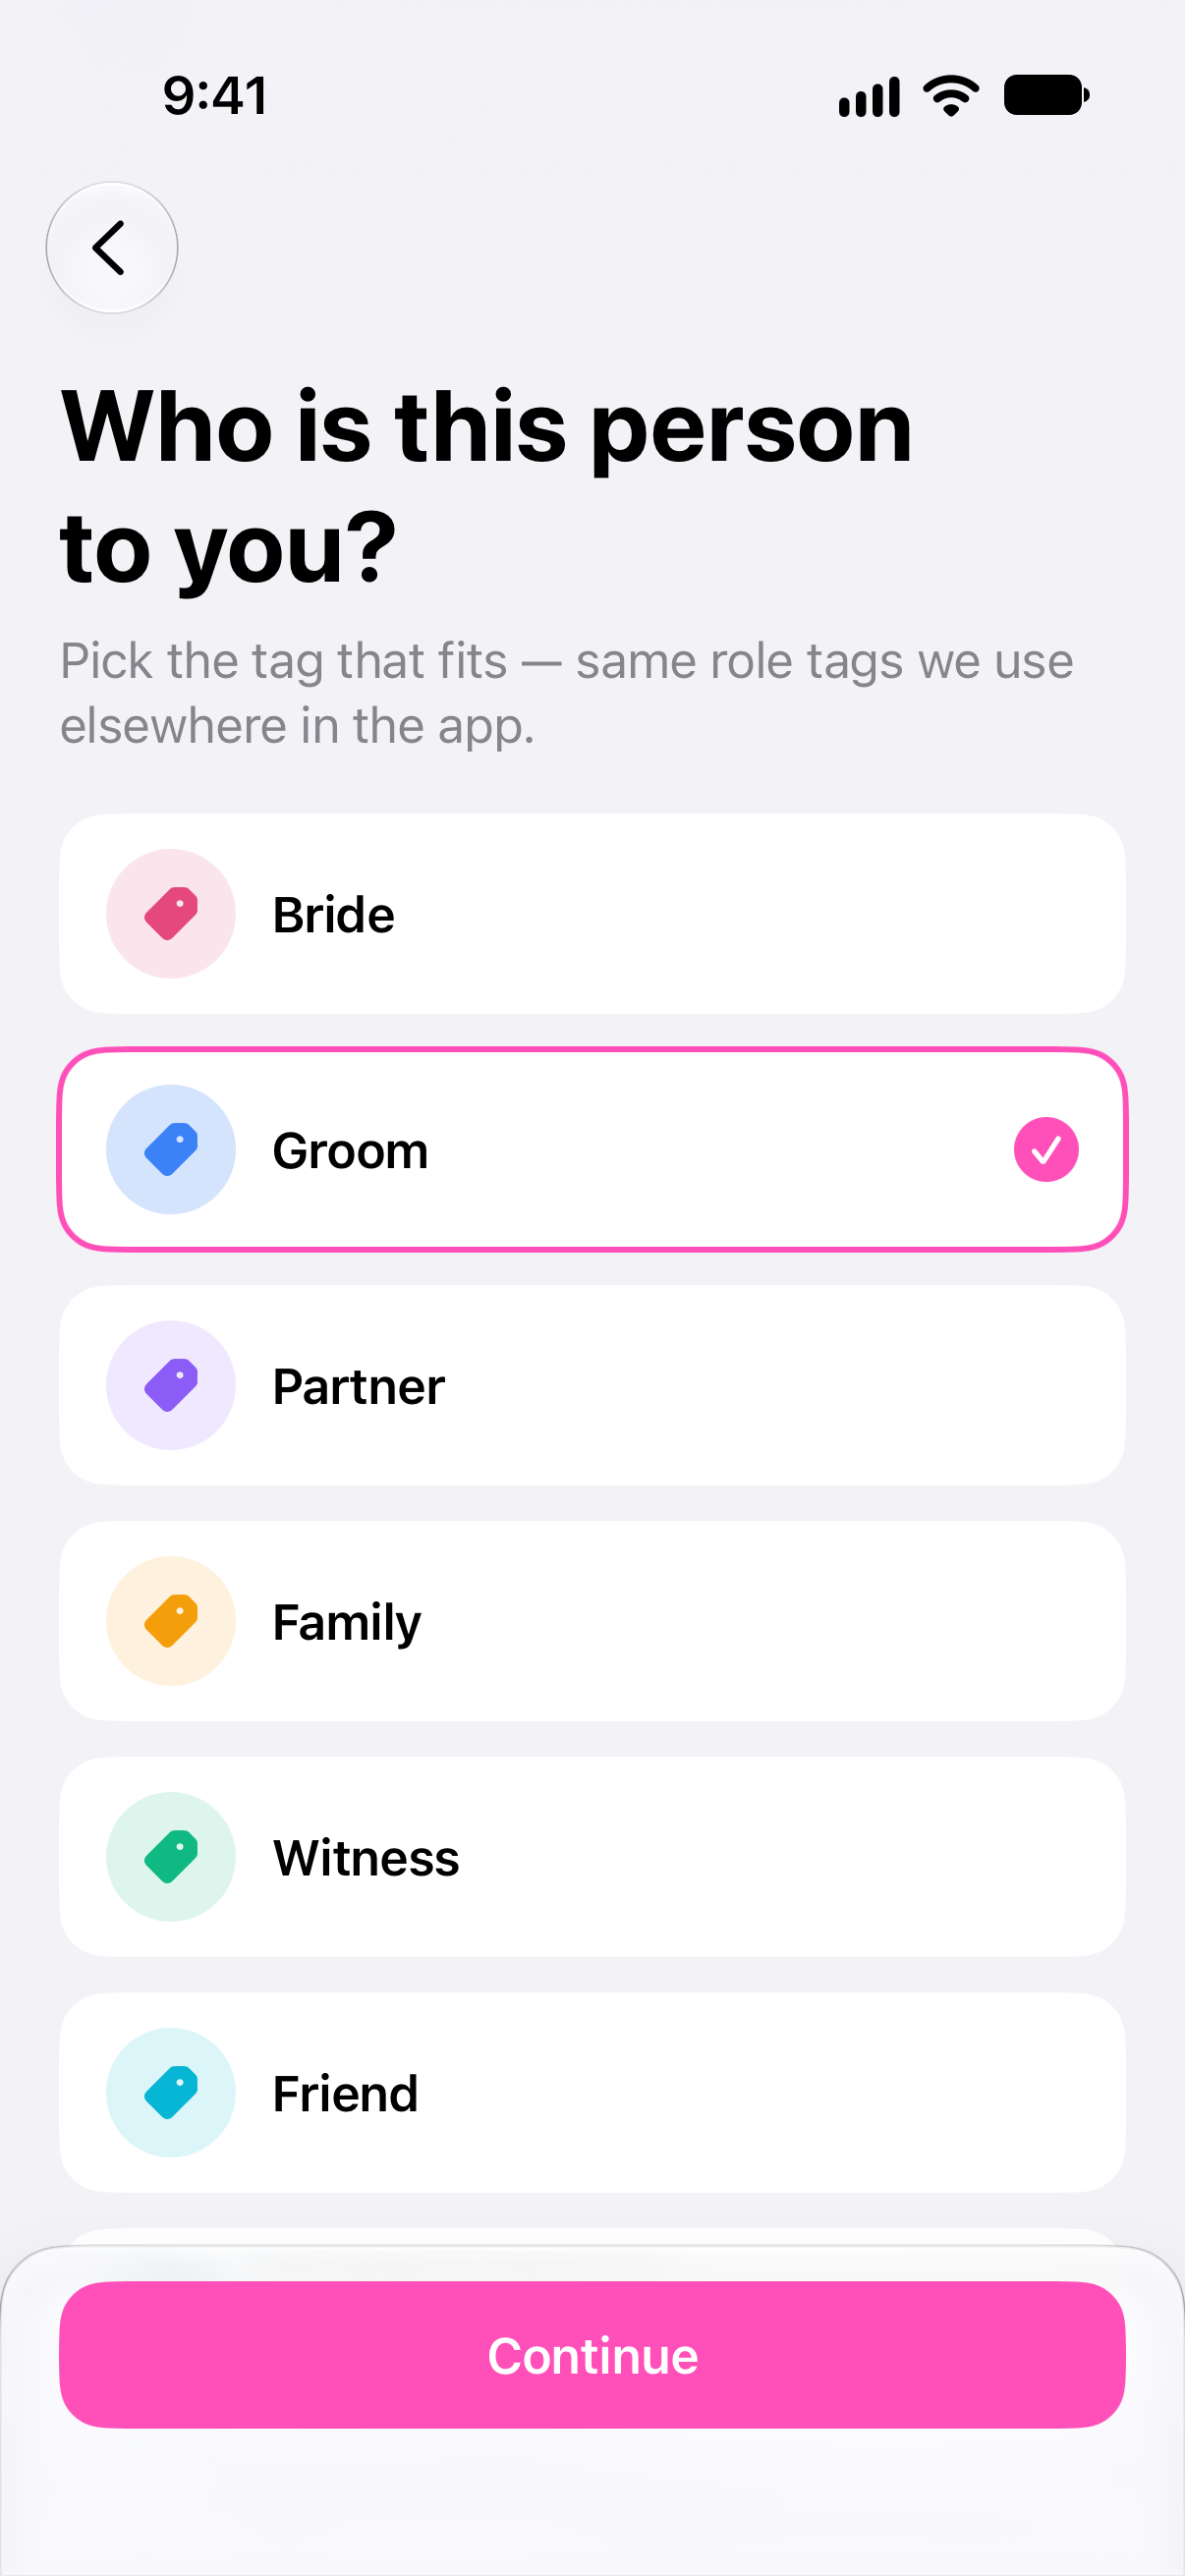 9:41
Who is this person
to you?
Pick the tag that fits — same role tags we use
elsewhere in the app.
Bride
Groom
Partner
Family
Witness
Friend
Continue